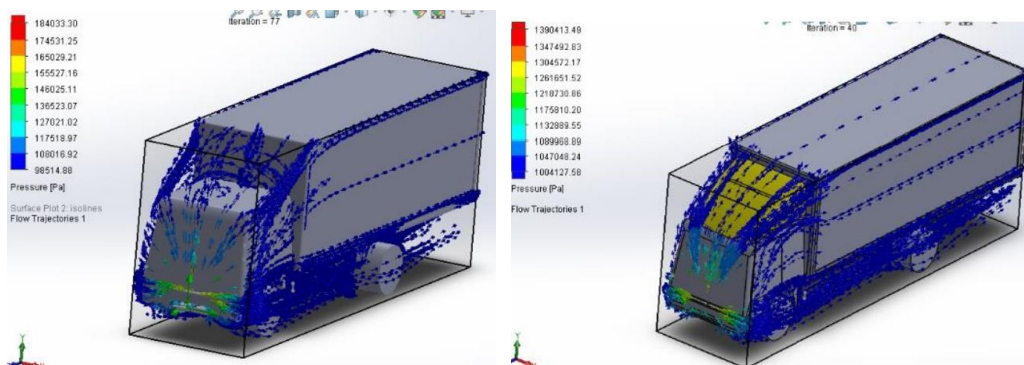 Iteration = 77
184033.30
174531.25
165029.21
155527.16
146025.11
136523.07
127021.02
117518.97
108016.92
98514.88
Pressure [Pa]
Surface Plot 2: isolines
Flow Trajectories 1
Iteration = 40
1390413.49
1347492.83
1304572.17
1261651.52
1218730.86
1175810.20
1132889.55
1089968.89
1047048.24
1004127.58
Pressure [Pa]
Flow Trajectories 1